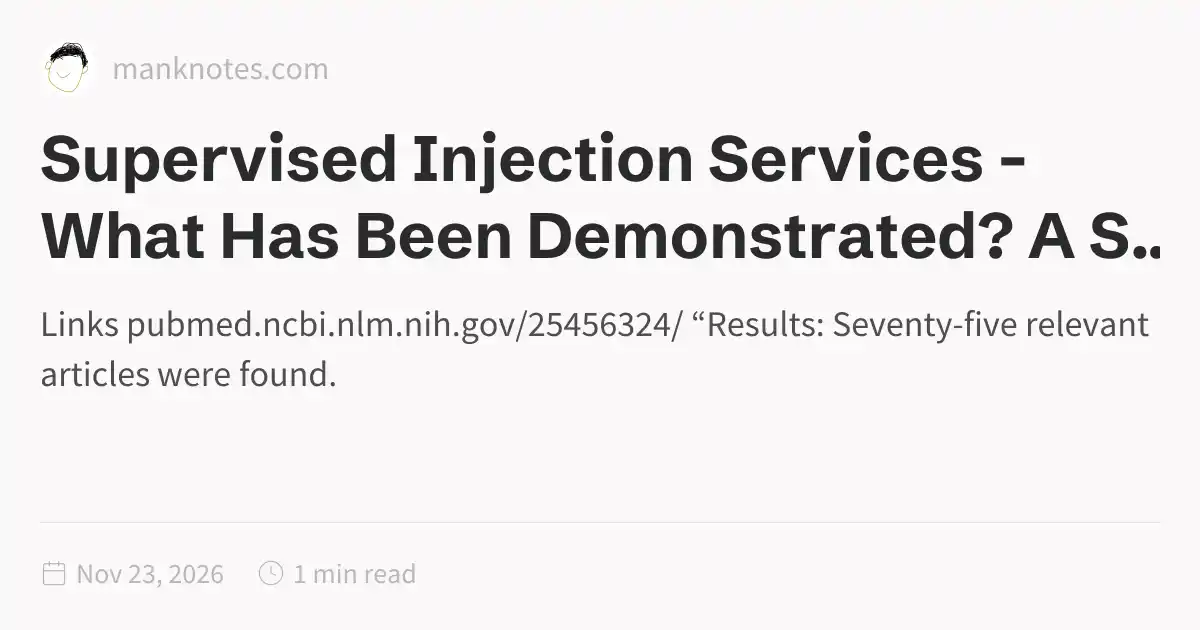 manknotes.com
Supervised Injection Services –
What Has Been Demonstrated? A S..
Links pubmed.ncbi.nlm.nih.gov/25456324/ “Results: Seventy-five relevant
articles were found.
Nov 23, 2026 1 min read